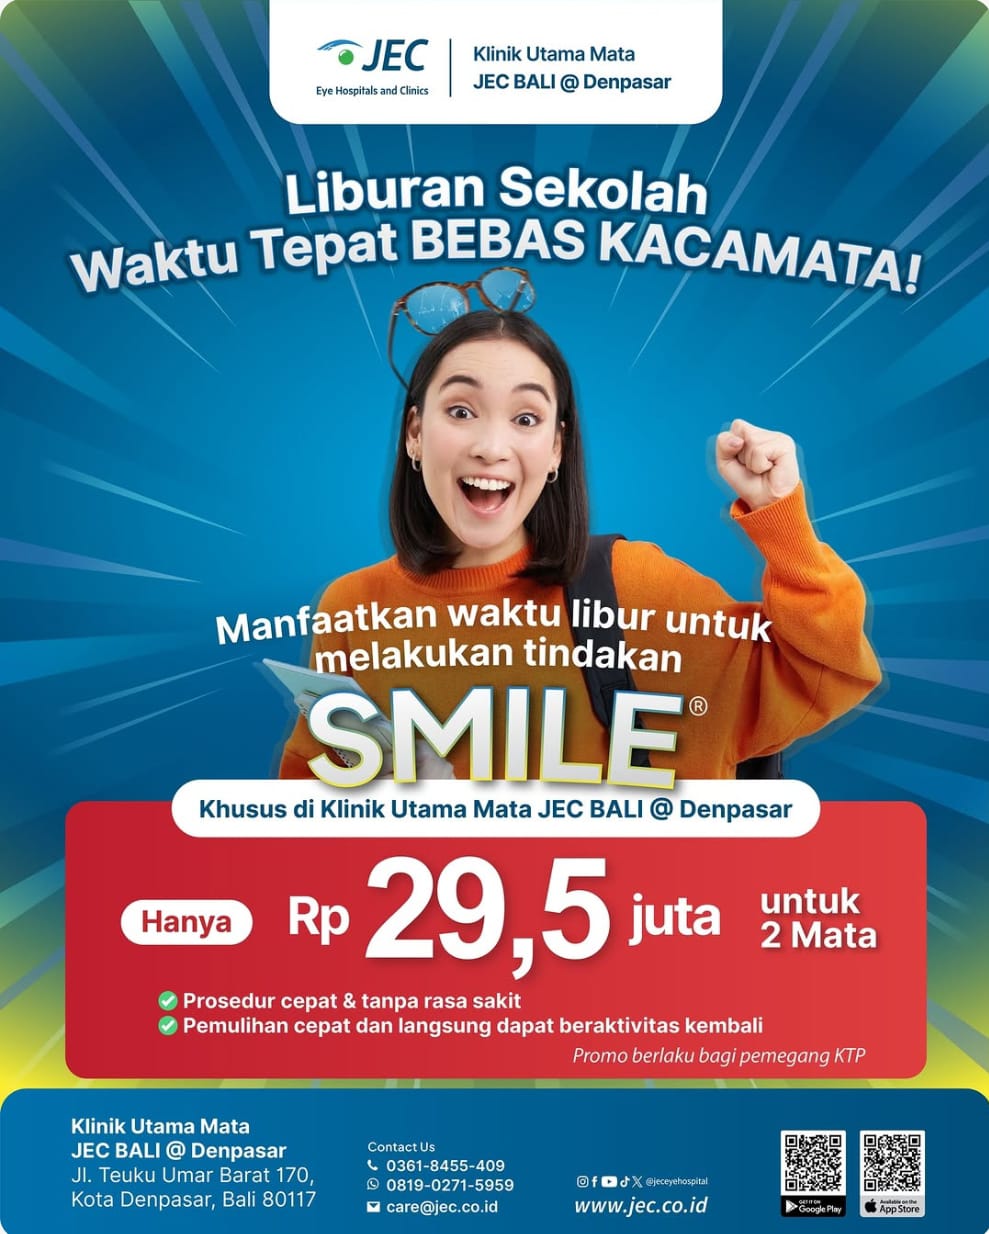 JEC
Eye Hospitals and Clinics
Klinik Utama Mata
JEC BALI @ Denpasar
Liburan Sekolah
Waktu Tepat BEBAS KACAMATA!
Manfaatkan waktu libur untuk
melakukan tindakan
SMILE®
Khusus di Klinik Utama Mata JEC BALI @ Denpasar
Hanya Rp 29,5 juta untuk
2 Mata
Prosedur cepat & tanpa rasa sakit
Pemulihan cepat dan langsung dapat beraktivitas kembali
Promo berlaku bagi pemegang KTP
Klinik Utama Mata
JEC BALI @ Denpasar
Jl. Teuku Umar Barat 170,
Kota Denpasar, Bali 80117
Contact Us
0361-8455-409
0819-0271-5959
care@jec.co.id
@jeceyehospital
www.jec.co.id
GET IT ON
Google Play
Available on the
App Store